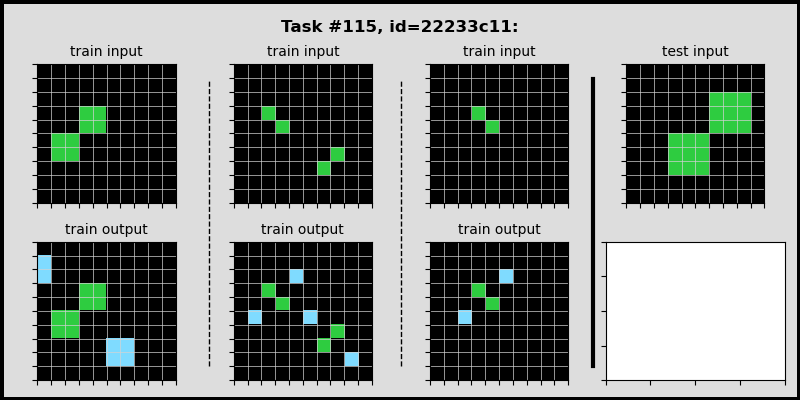 Task #115, id=22233c11:
train input
train input
train input
test input
train output
train output
train output